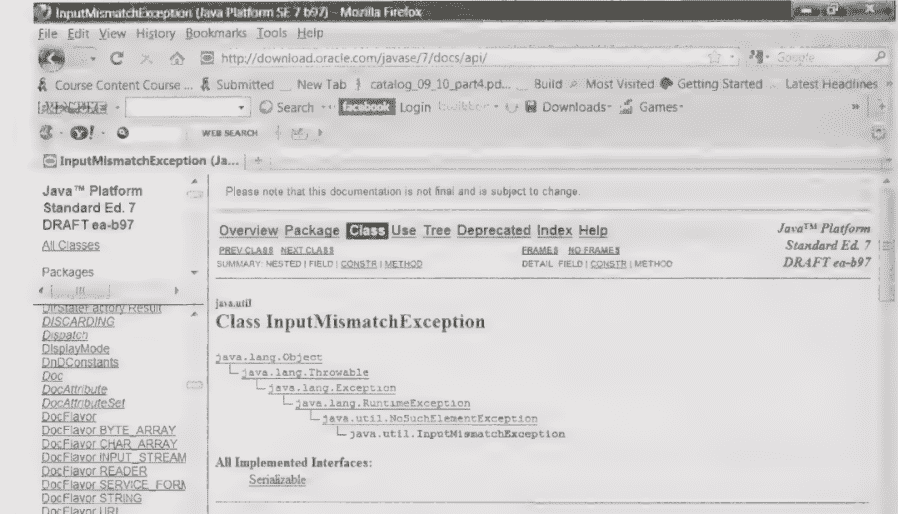 InputMismatchException (Java Platform SE 7 b97) - Mozilla Firefox
File Edit View History Bookmarks Tools Help
http://download.oracle.com/javase/7/docs/api/ Google
Course Content Course ... Submitted New Tab catalog_09_10_part4.pd... Build Most Visited Getting Started Latest Headlines »
Search facebook Login twitter Downloads Games »
Y! WEB SEARCH
InputMismatchException (Ja... +
Java™ Platform
Standard Ed. 7
DRAFT ea-b97
All Classes
Packages
DirStateFactory Result
DISCARDING
Dispatch
DisplayMode
DnDConstants
Doc
DocAttribute
DocAttributeSet
DocFlavor
DocFlavor BYTE_ARRAY
DocFlavor CHAR_ARRAY
DocFlavor INPUT_STREAM
DocFlavor READER
DocFlavor SERVICE_FORM
DocFlavor STRING
DocFlavor URL
Please note that this documentation is not final and is subject to change.
Overview Package Class Use Tree Deprecated Index Help
Java™ Platform
Standard Ed. 7
DRAFT ea-b97
PREV CLASS NEXT CLASS
FRAMES NO FRAMES
SUMMARY: NESTED | FIELD | CONSTR | METHOD
DETAIL FIELD | CONSTR | METHOD
java.util
Class InputMismatchException
java.lang.Object
java.lang.Throwable
java.lang.Exception
java.lang.RuntimeException
java.util.NoSuchElementException
java.util.InputMismatchException
All Implemented Interfaces:
Serializable